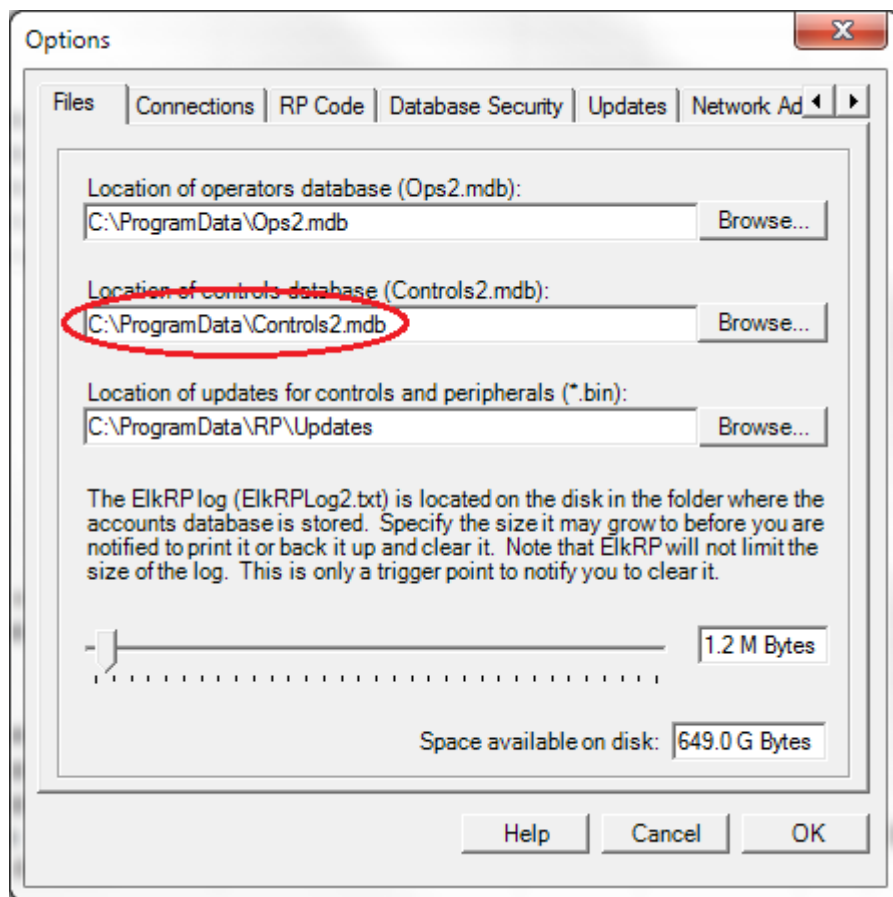 Options
Files
Connections
RP Code
Database Security
Updates
Network Ad
Location of operators database (Ops2.mdb):
C:\ProgramData\Ops2.mdb
Browse...
Location of controls database (Controls2.mdb):
C:\ProgramData\Controls2.mdb
Browse...
Location of updates for controls and peripherals (*.bin):
C:\ProgramData\RP\Updates
Browse...
The ElkRP log (ElkRPLog2.txt) is located on the disk in the folder where the
accounts database is stored. Specify the size it may grow to before you are
notified to print it or back it up and clear it. Note that ElkRP will not limit the
size of the log. This is only a trigger point to notify you to clear it.
1.2 M Bytes
Space available on disk:
649.0 G Bytes
Help
Cancel
OK